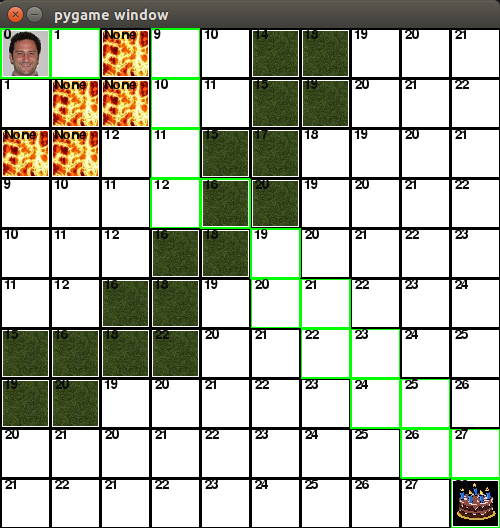 pygame window
0 1 None 9 10 14 18 19 20 21
1 None None 10 11 15 19 20 21 22
None None 12 11 15 17 18 19 20 21
9 10 11 12 16 20 19 20 21 22
10 11 12 16 18 19 20 21 22 23
11 12 16 18 19 20 21 22 23 24
15 16 18 22 20 21 22 23 24 25
19 20 19 20 21 22 23 24 25 26
20 21 20 21 22 23 24 25 26 27
21 22 21 22 23 24 25 26 27